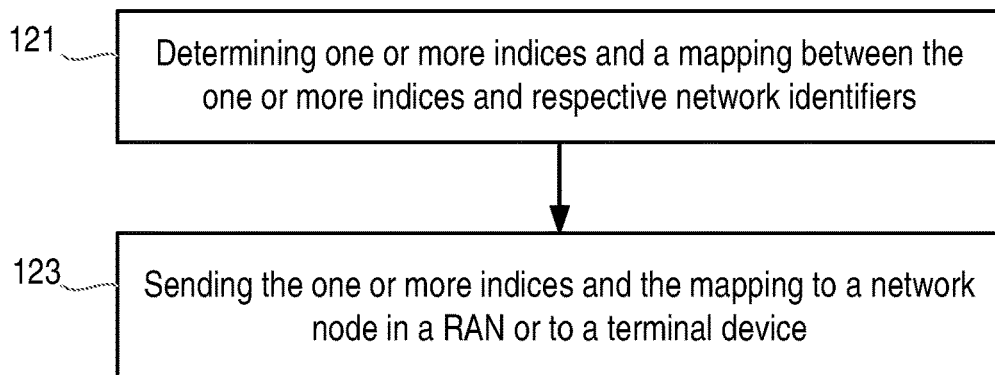 121
Determining one or more indices and a mapping between the
one or more indices and respective network identifiers
123
Sending the one or more indices and the mapping to a network
node in a RAN or to a terminal device